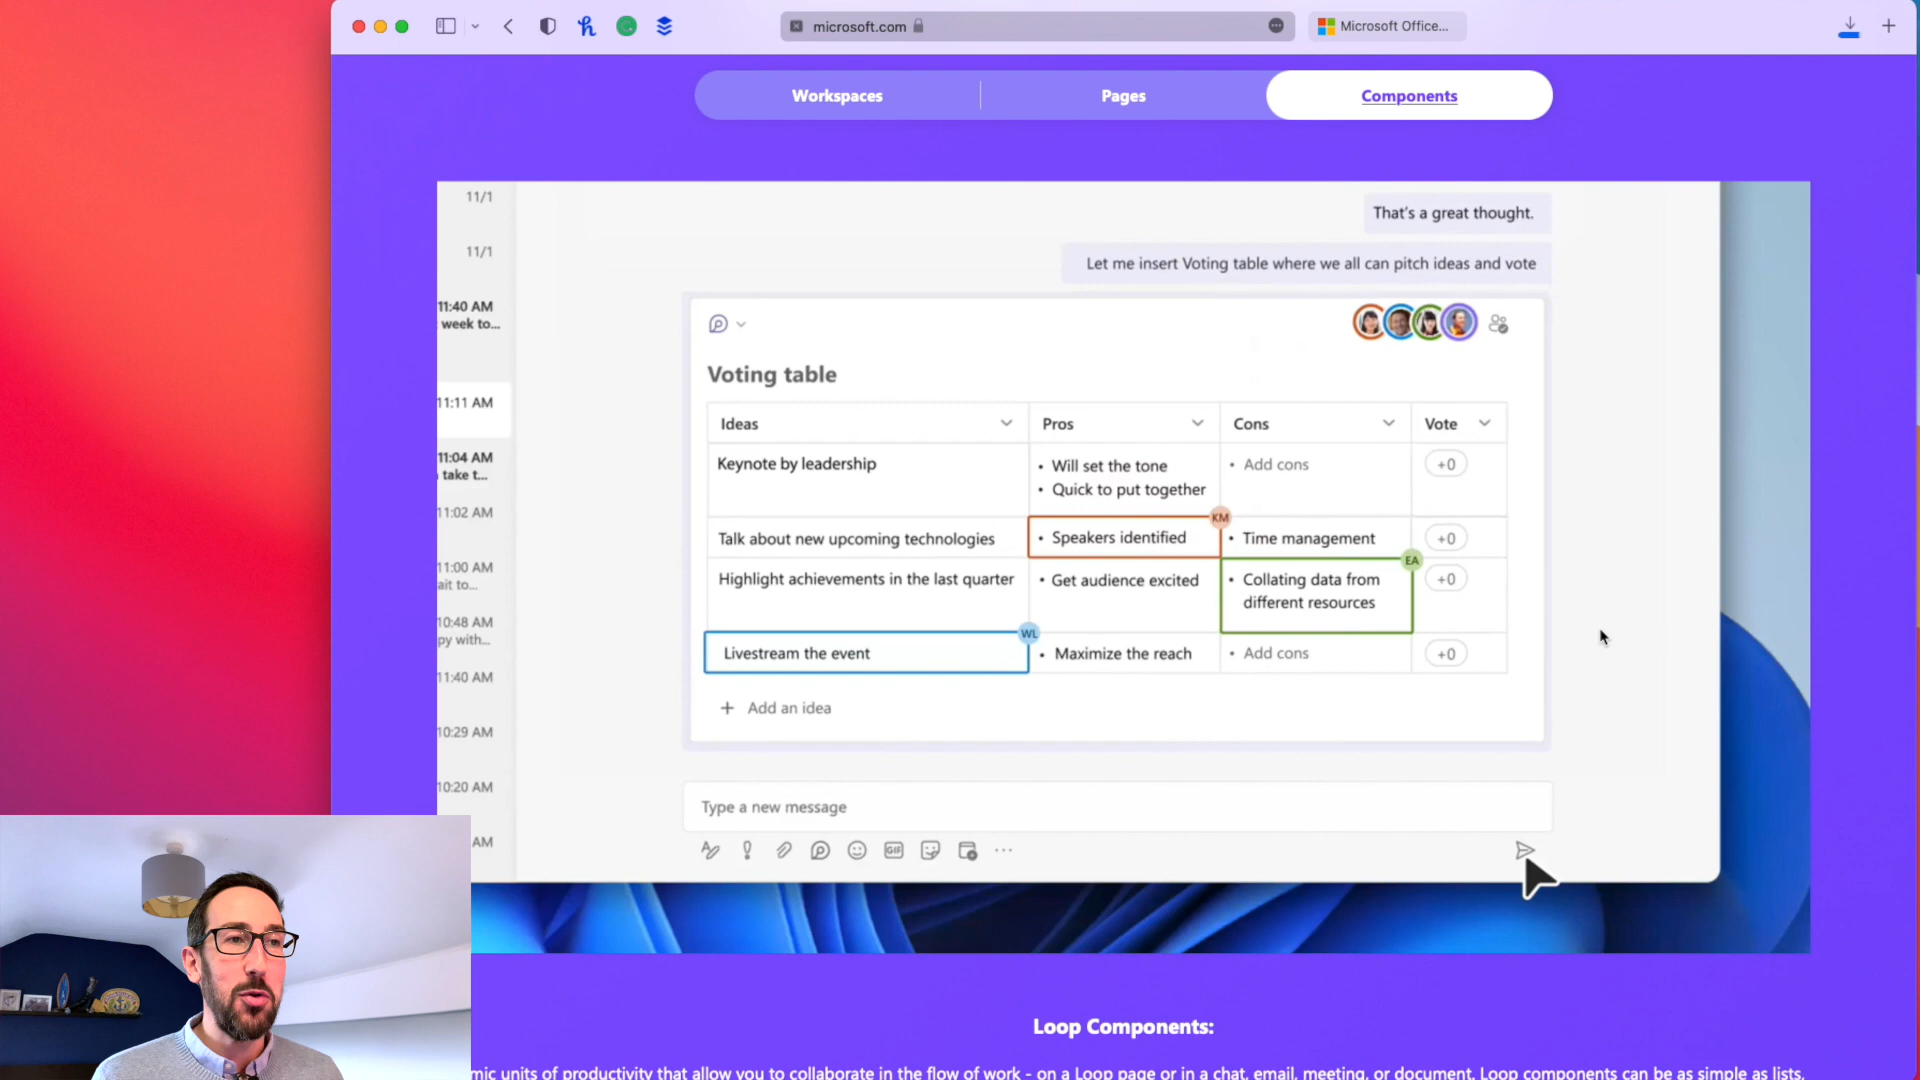 microsoft.com
Microsoft Office...
Workspaces
Pages
Components
11/1
11/1
11:40 AM
week to...
11:11 AM
11:04 AM
take t...
11:02 AM
11:00 AM
ait to...
10:48 AM
py with...
11:40 AM
10:29 AM
10:20 AM
AM
That's a great thought.
Let me insert Voting table where we all can pitch ideas and vote
Voting table
Ideas Pros Cons Vote
Keynote by leadership
• Will set the tone
• Quick to put together
• Add cons
+0
KM
Talk about new upcoming technologies
• Speakers identified
• Time management
+0
EA
Highlight achievements in the last quarter
• Get audience excited
• Collating data from
different resources
+0
WL
Livestream the event
• Maximize the reach
• Add cons
+0
+ Add an idea
Type a new message
GIF
Loop Components:
mic units of productivity that allow you to collaborate in the flow of work - on a Loop page or in a chat, email, meeting, or document. Loop components can be as simple as lists,